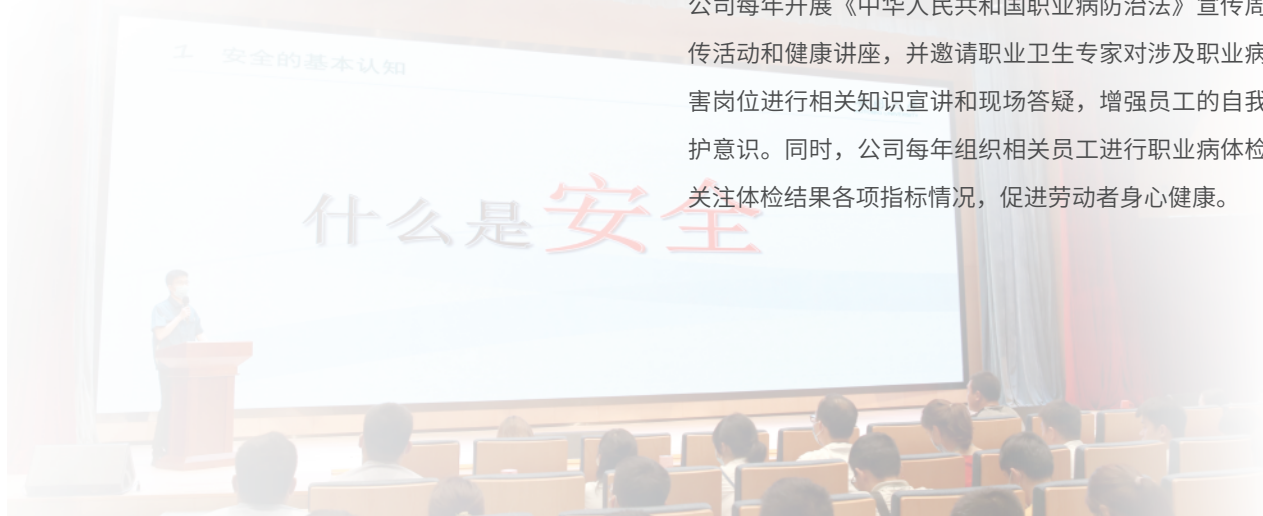 公司每年开展《中华人民共和国职业病防治法》宣传周
传活动和健康讲座，并邀请职业卫生专家对涉及职业病
害岗位进行相关知识宣讲和现场答疑，增强员工的自我
护意识。同时，公司每年组织相关员工进行职业病体检
关注体检结果各项指标情况，促进劳动者身心健康。
安全的基本认知
什么是安全